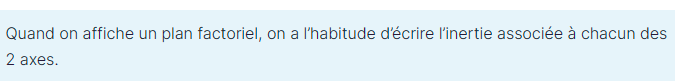 Quand on affiche un plan factoriel, on a l’habitude d’écrire l’inertie associée à chacun des
2 axes.